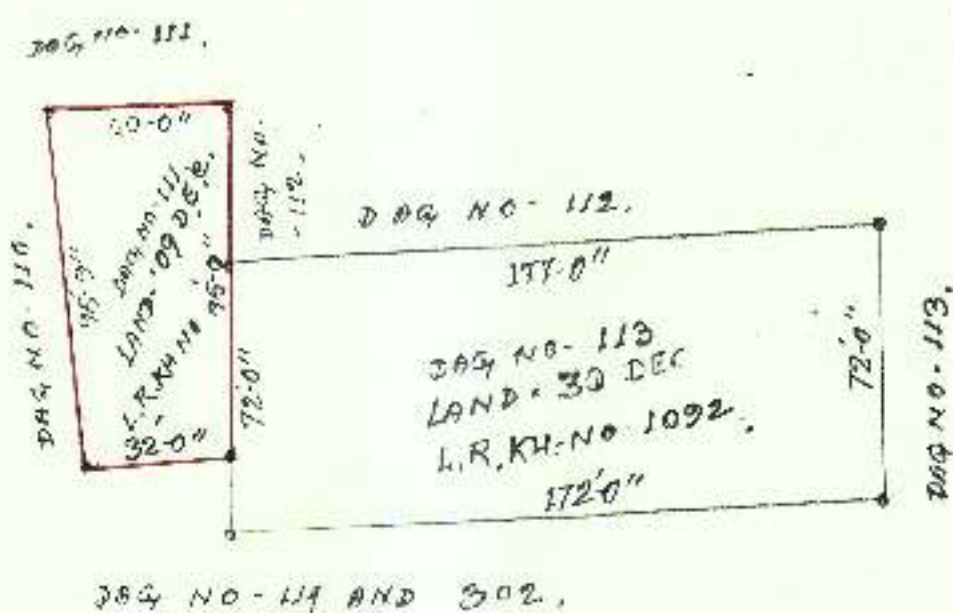 DAG NO- 111.
40-0"
DAG NO-
-112.
DAG NO- 112.
DAG NO- 110.
95-9"
DAG NO- 111
LAND- 09 DEC.
L.R. KH NO
95-0"
32-0"
72-0"
177-0"
DAG NO- 113
LAND- 30 DEC
L.R. KH-NO 1092.
72-0"
172'0"
DAG NO- 113.
DAG NO- 114 AND 302.